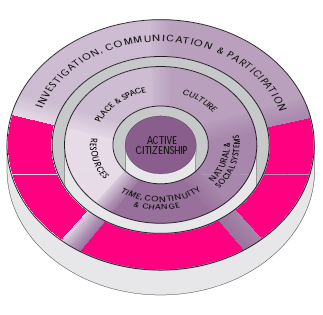 INVESTIGATION, COMMUNICATION & PARTICIPATION
PLACE & SPACE
CULTURE
RESOURCES
ACTIVE
CITIZENSHIP
NATURAL &
SOCIAL SYSTEMS
TIME, CONTINUITY
& CHANGE